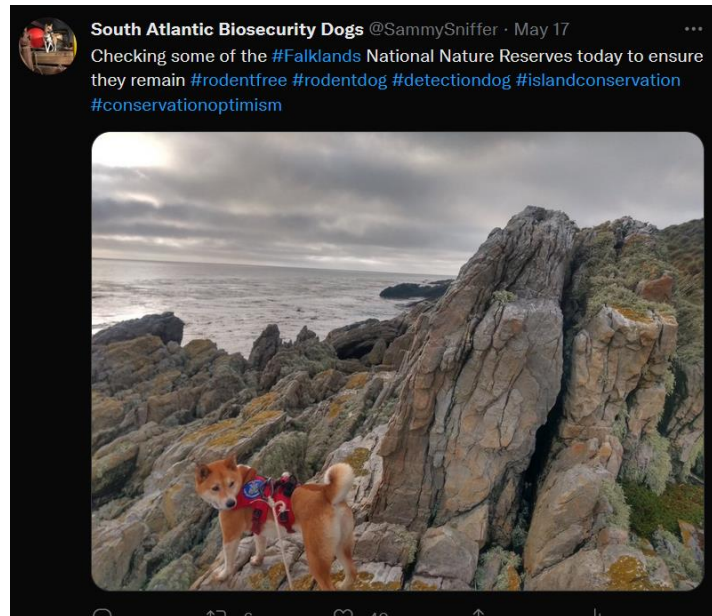 South Atlantic Biosecurity Dogs @SammySniffer · May 17
Checking some of the #Falklands National Nature Reserves today to ensure
they remain #rodentfree #rodentdog #detectiondog #islandconservation
#conservationoptimism